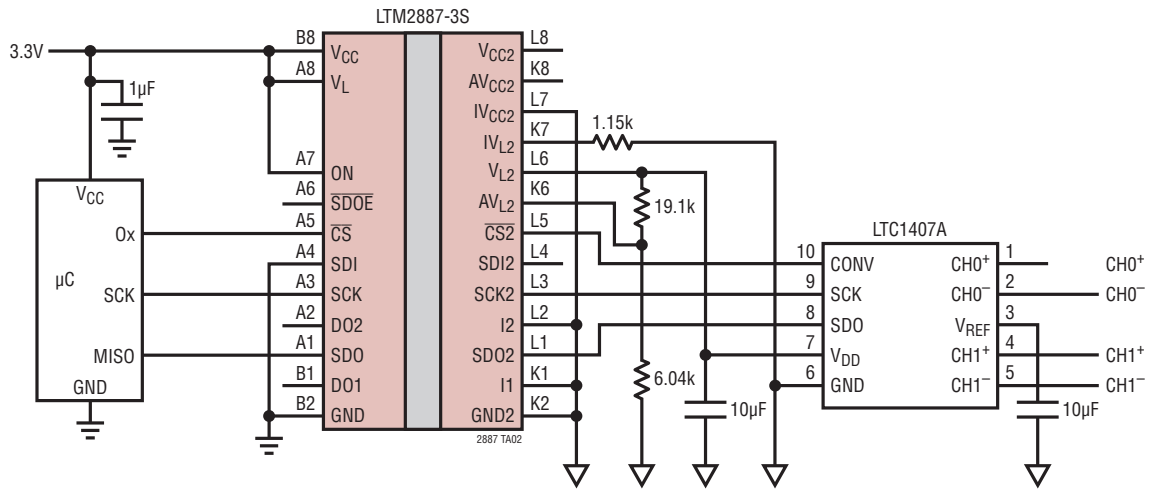 LTM2887-3S
3.3V
1µF
B8 VCC
A8 VL
A7 ON
A6 SDOE
A5 CS
A4 SDI
A3 SCK
A2 DO2
A1 SDO
B1 DO1
B2 GND
VCC2 L8
AVCC2 K8
IVCC2 L7
IVL2 K7
VL2 L6
AVL2 K6
CS2 L5
SDI2 L4
SCK2 L3
I2 L2
SDO2 L1
I1 K1
GND2 K2
2887 TA02
VCC
Ox
µC
SCK
MISO
GND
1.15k
19.1k
6.04k
10µF
LTC1407A
10 CONV
9 SCK
8 SDO
7 VDD
6 GND
CH0+ 1 CH0+
CH0– 2 CH0–
VREF 3
CH1+ 4 CH1+
CH1– 5 CH1–
10µF